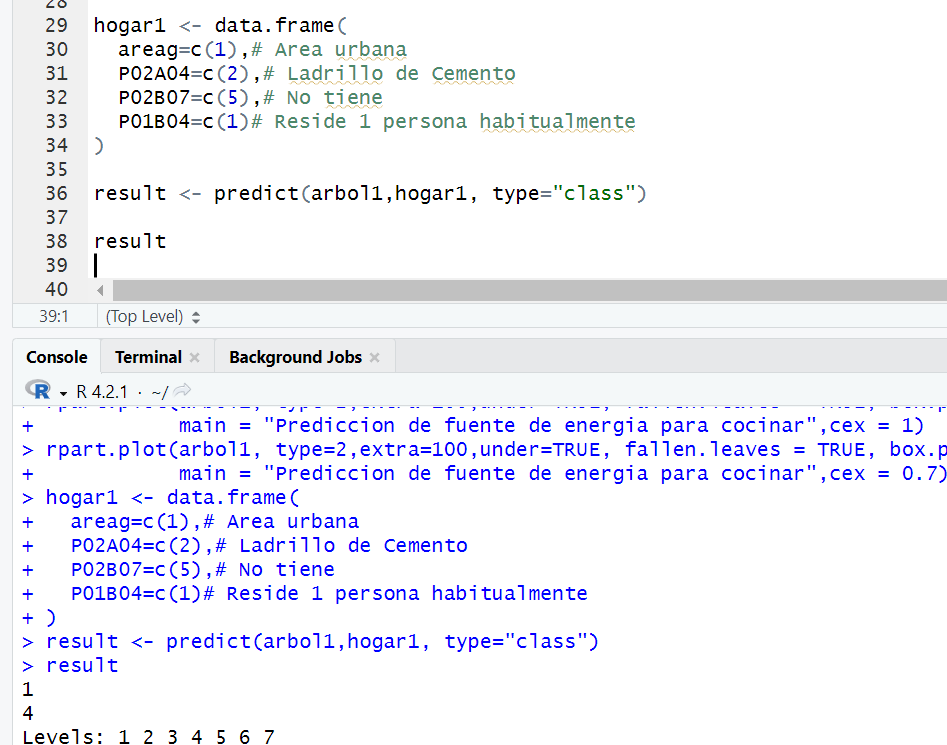 28
29 hogar1 <- data.frame(
30   areag=c(1),# Area urbana
31   P02A04=c(2),# Ladrillo de Cemento
32   P02B07=c(5),# No tiene
33   P01B04=c(1)# Reside 1 persona habitualmente
34 )
35
36 result <- predict(arbol1,hogar1, type="class")
37
38 result
39
40
39:1 (Top Level)
Console Terminal Background Jobs
R R 4.2.1 · ~/
+             main = "Prediccion de fuente de energia para cocinar",cex = 1)
> rpart.plot(arbol1, type=2,extra=100,under=TRUE, fallen.leaves = TRUE, box.p
+             main = "Prediccion de fuente de energia para cocinar",cex = 0.7)
> hogar1 <- data.frame(
+   areag=c(1),# Area urbana
+   P02A04=c(2),# Ladrillo de Cemento
+   P02B07=c(5),# No tiene
+   P01B04=c(1)# Reside 1 persona habitualmente
+ )
> result <- predict(arbol1,hogar1, type="class")
> result
1
4
Levels: 1 2 3 4 5 6 7